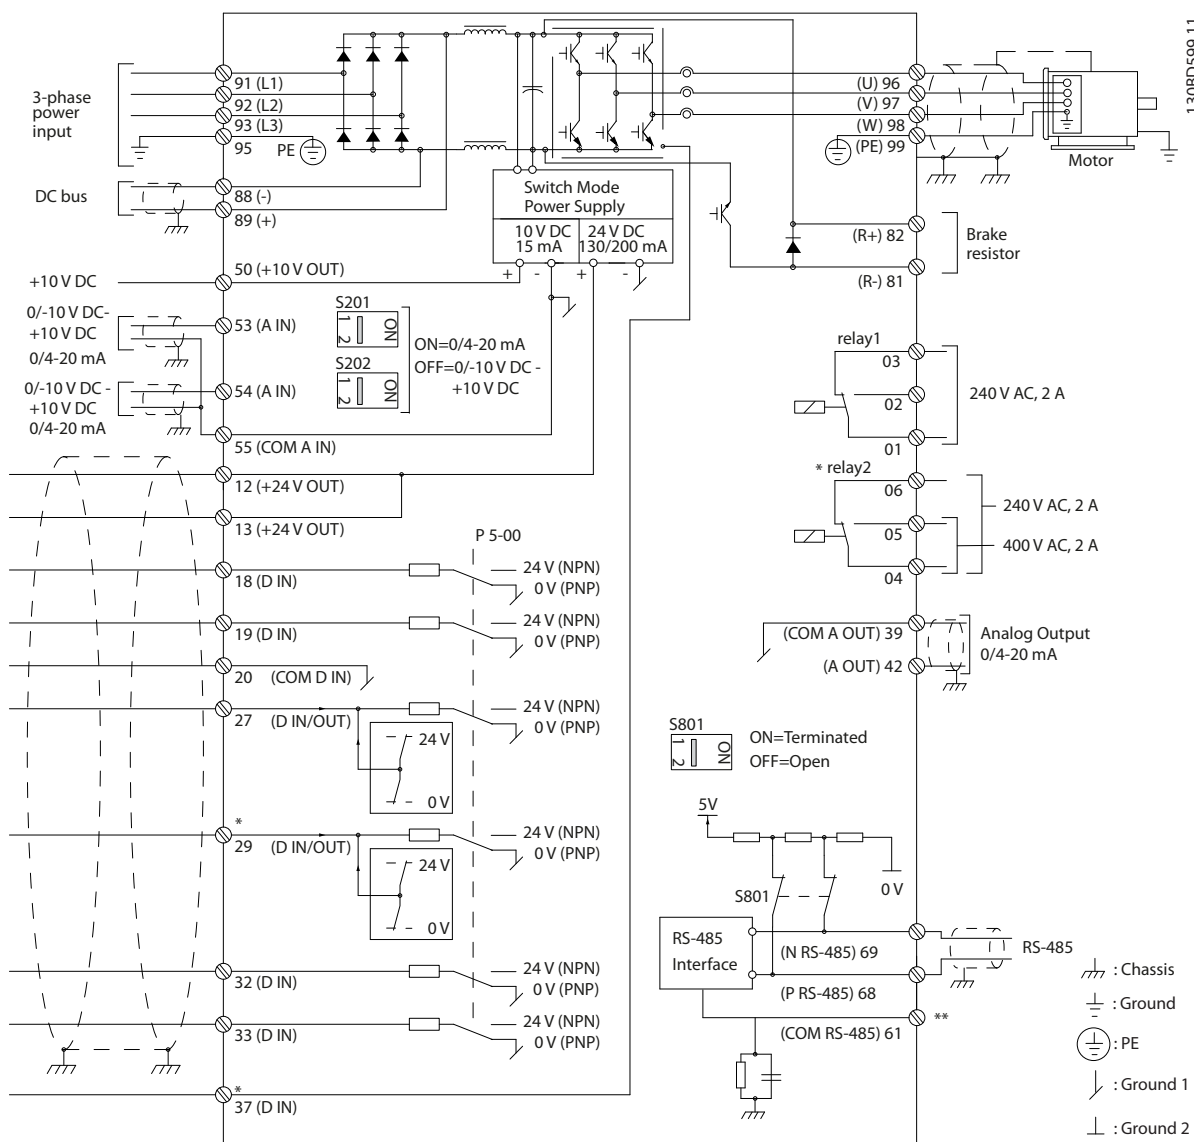 130BD599.11
3-phase
power
input
91 (L1)
92 (L2)
93 (L3)
95
PE
DC bus
88 (-)
89 (+)
Switch Mode
Power Supply
10 V DC
15 mA
24 V DC
130/200 mA
+
-
+
-
(U) 96
(V) 97
(W) 98
(PE) 99
Motor
(R+) 82
(R-) 81
Brake
resistor
+10 V DC
50 (+10 V OUT)
0/-10 V DC-
+10 V DC
0/4-20 mA
53 (A IN)
0/-10 V DC -
+10 V DC
0/4-20 mA
54 (A IN)
55 (COM A IN)
S201
1
2
ON
S202
1
2
ON
ON=0/4-20 mA
OFF=0/-10 V DC -
+10 V DC
relay1
03
02
01
240 V AC, 2 A
* relay2
06
05
04
240 V AC, 2 A
400 V AC, 2 A
12 (+24 V OUT)
13 (+24 V OUT)
P 5-00
18 (D IN)
24 V (NPN)
0 V (PNP)
19 (D IN)
24 V (NPN)
0 V (PNP)
20 (COM D IN)
27 (D IN/OUT)
24 V (NPN)
0 V (PNP)
24 V
0 V
*
29 (D IN/OUT)
24 V (NPN)
0 V (PNP)
24 V
0 V
32 (D IN)
24 V (NPN)
0 V (PNP)
33 (D IN)
24 V (NPN)
0 V (PNP)
*
37 (D IN)
(COM A OUT) 39
(A OUT) 42
Analog Output
0/4-20 mA
S801
1
2
ON
ON=Terminated
OFF=Open
5V
S801
0 V
RS-485
Interface
(N RS-485) 69
(P RS-485) 68
(COM RS-485) 61
**
RS-485
: Chassis
: Ground
: PE
: Ground 1
: Ground 2